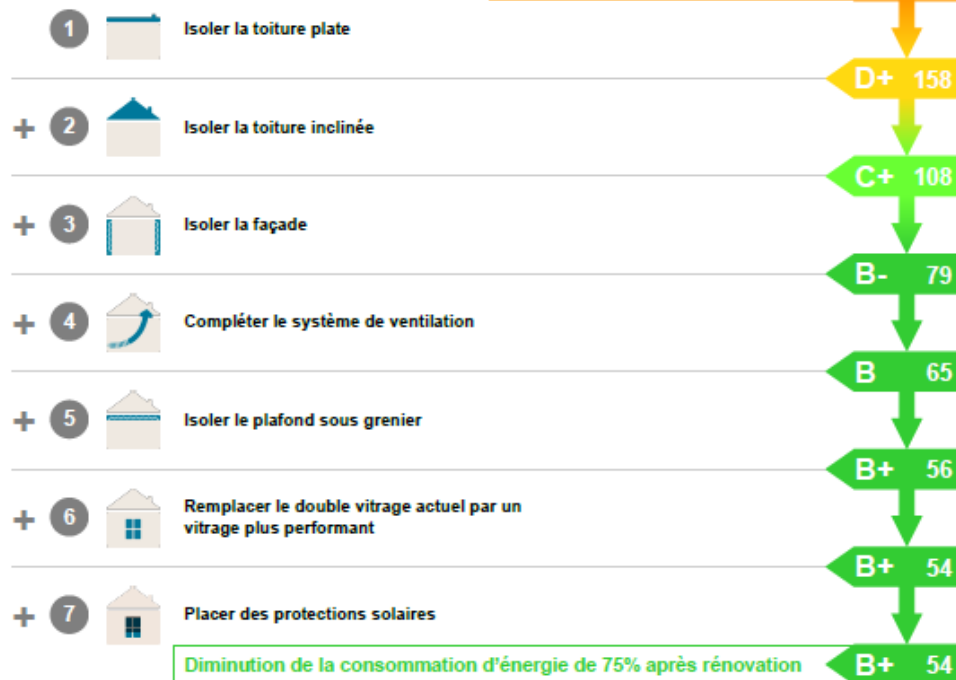 1 Isoler la toiture plate
D+ 158
+ 2 Isoler la toiture inclinée
C+ 108
+ 3 Isoler la façade
B- 79
+ 4 Compléter le système de ventilation
B 65
+ 5 Isoler le plafond sous grenier
B+ 56
+ 6 Remplacer le double vitrage actuel par un
vitrage plus performant
B+ 54
+ 7 Placer des protections solaires
Diminution de la consommation d'énergie de 75% après rénovation B+ 54